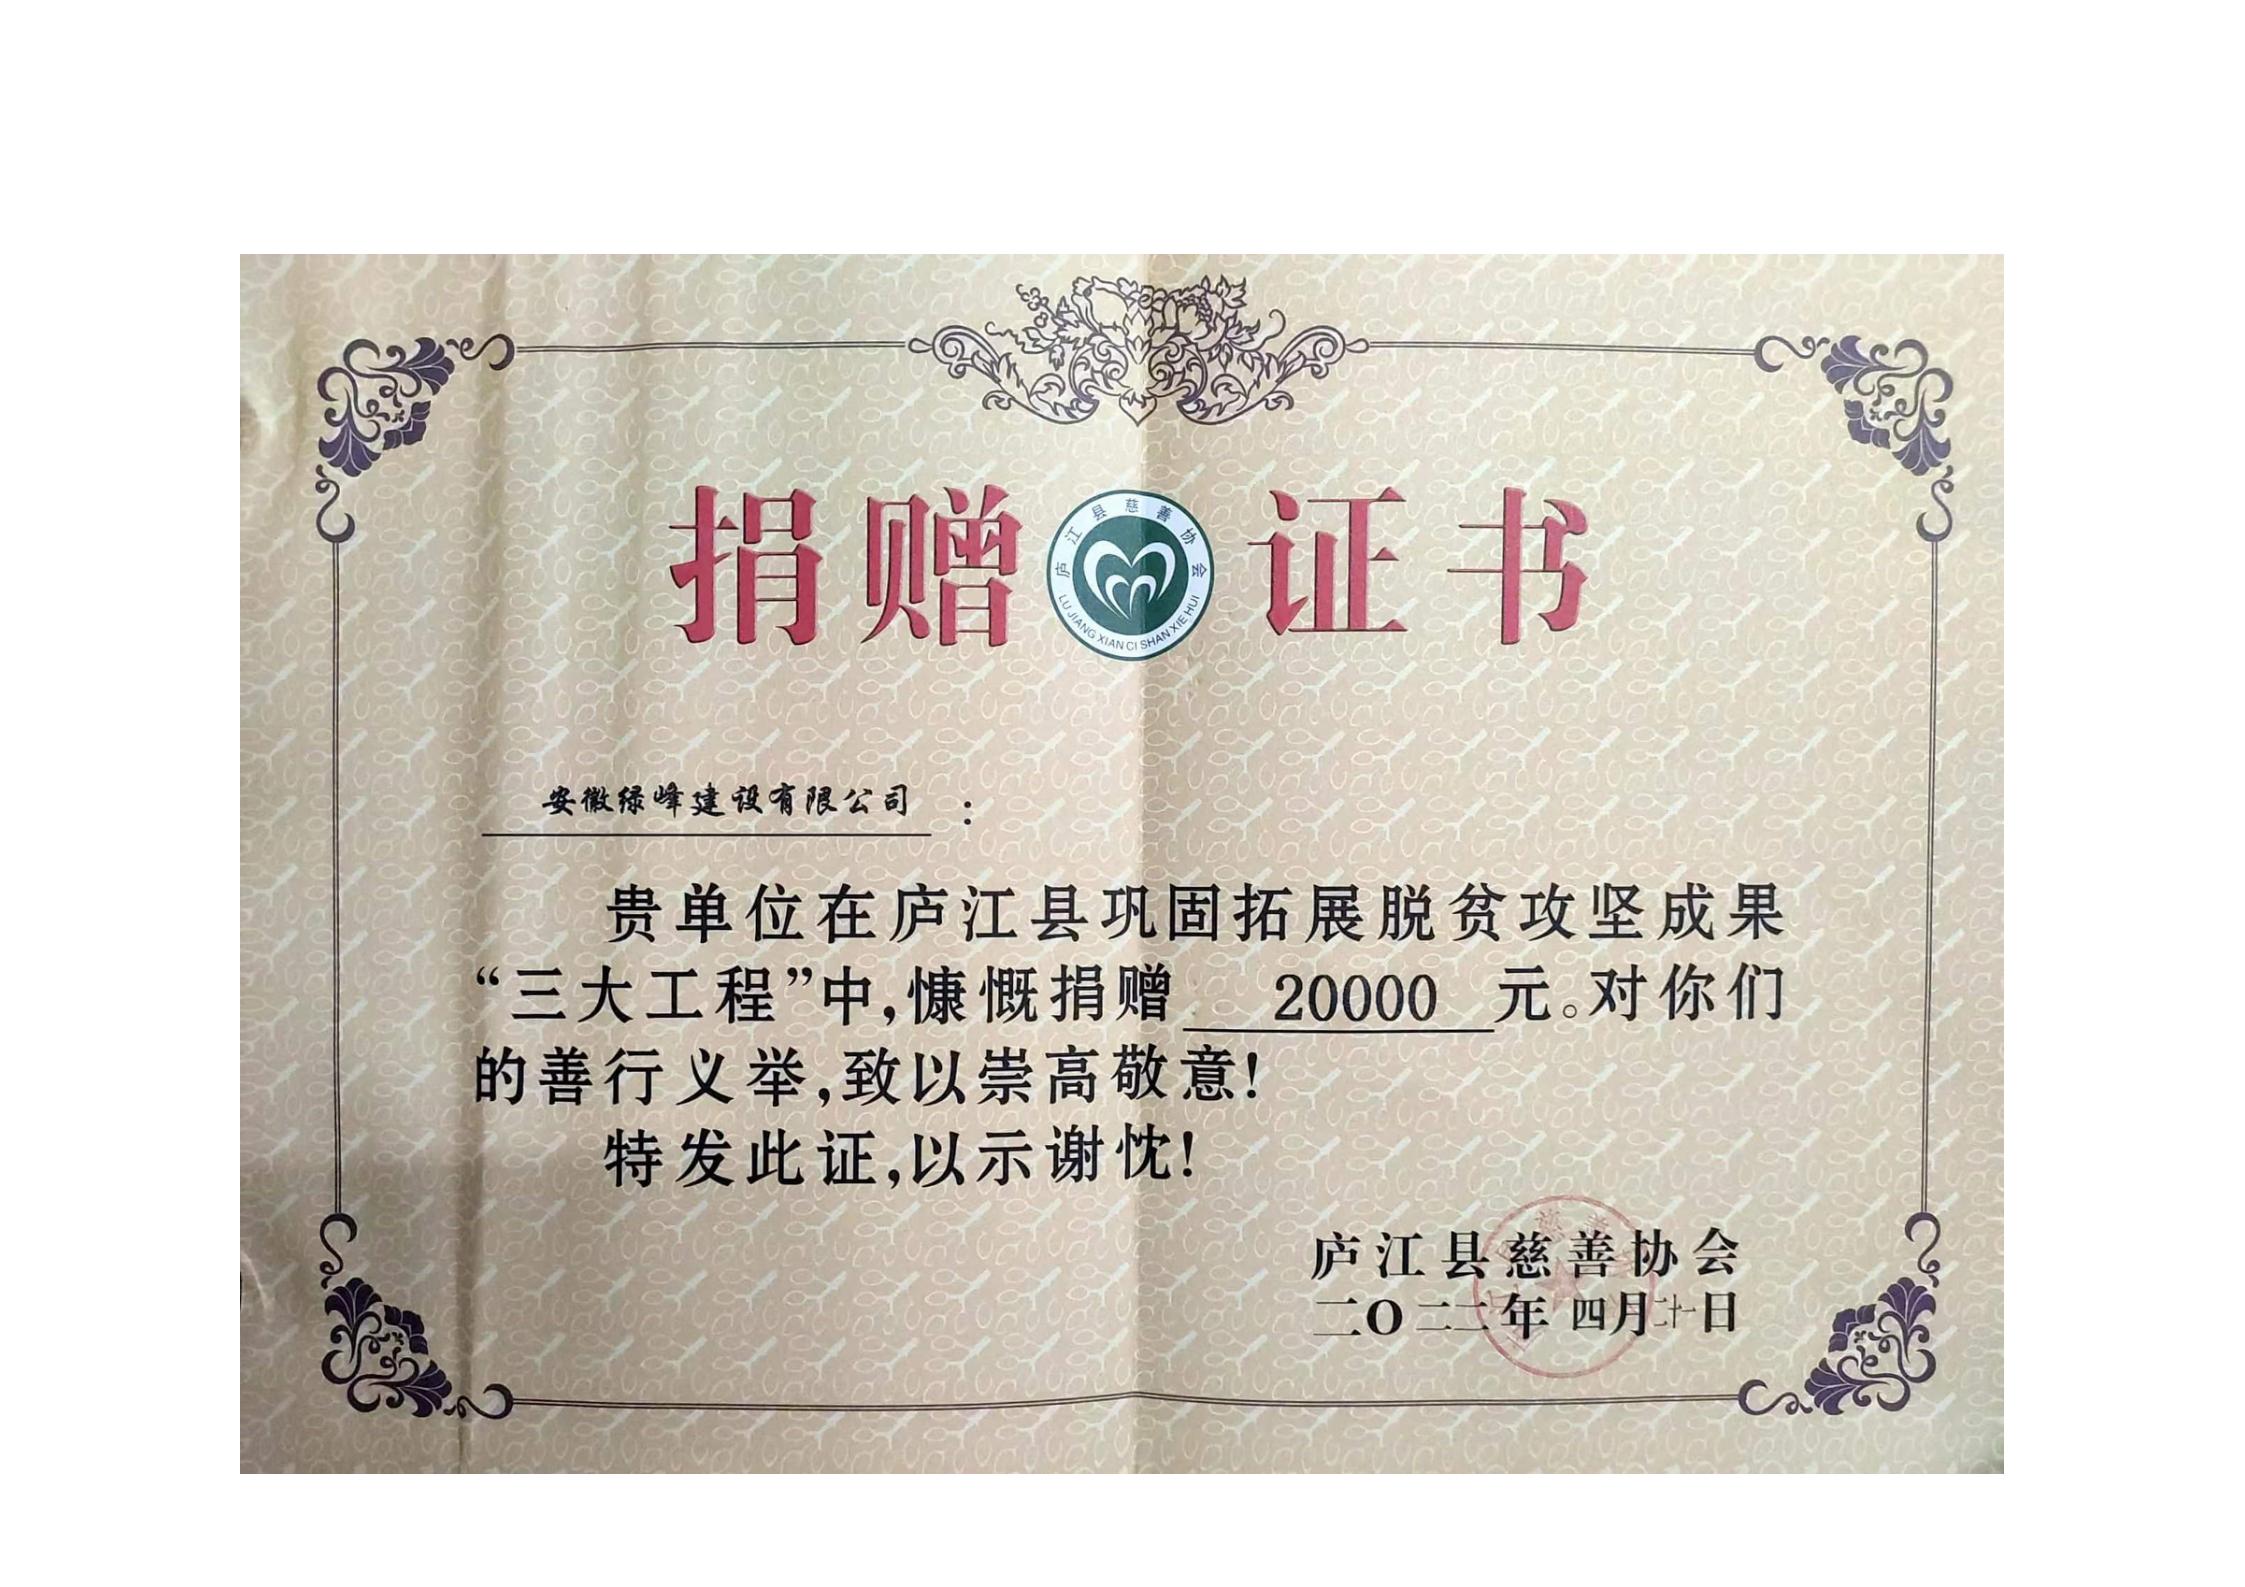 捐赠证书
庐江县慈善协会
LU JIANG XIAN CI SHAN XIE HUI
安徽绿峰建设有限公司：
贵单位在庐江县巩固拓展脱贫攻坚成果
“三大工程”中，慷慨捐赠 20000 元。对你们
的善行义举，致以崇高敬意！
特发此证，以示谢忱！
庐江县慈善协会
二〇二二年四月二十日